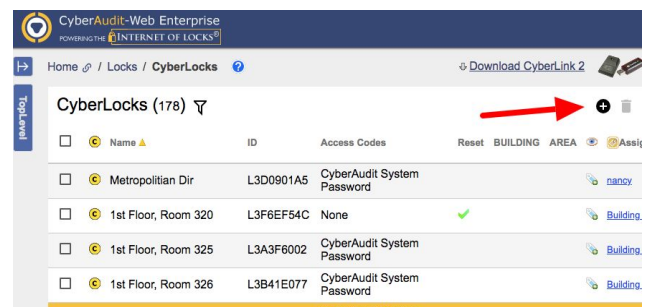 CyberAudit-Web Enterprise
POWERING THE INTERNET OF LOCKS®
Home / Locks / CyberLocks ? Download CyberLink 2
TopLevel
CyberLocks (178)
C Name ID Access Codes Reset BUILDING AREA Assig
C Metropolitian Dir L3D0901A5 CyberAudit System Password nancy
C 1st Floor, Room 320 L3F6EF54C None Building
C 1st Floor, Room 325 L3A3F6002 CyberAudit System Password Building
C 1st Floor, Room 326 L3B41E077 CyberAudit System Password Building